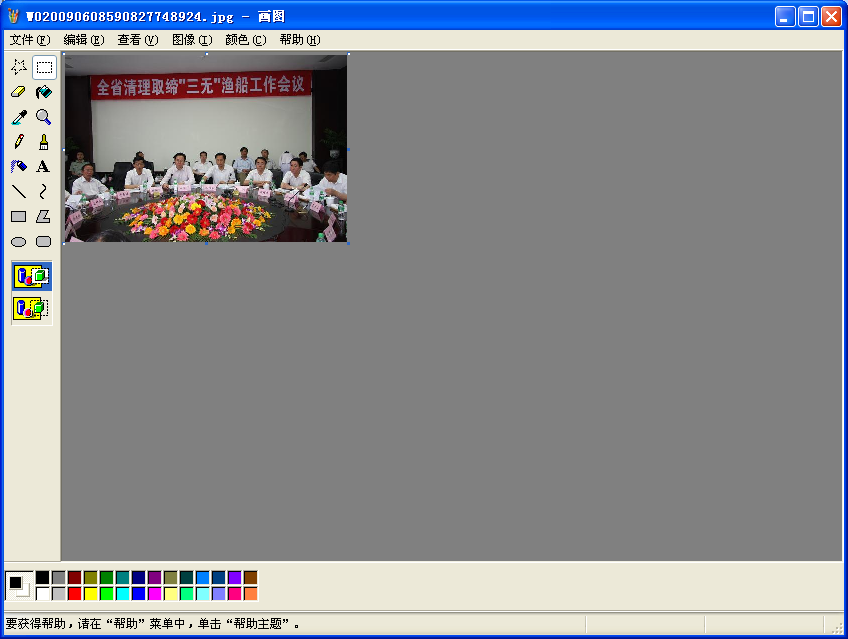 W020090608590827748924.jpg - 画图
文件(F) 编辑(E) 查看(V) 图像(I) 颜色(C) 帮助(H)
全省清理取缔"三无"渔船工作会议
A
要获得帮助，请在“帮助”菜单中，单击“帮助主题”。